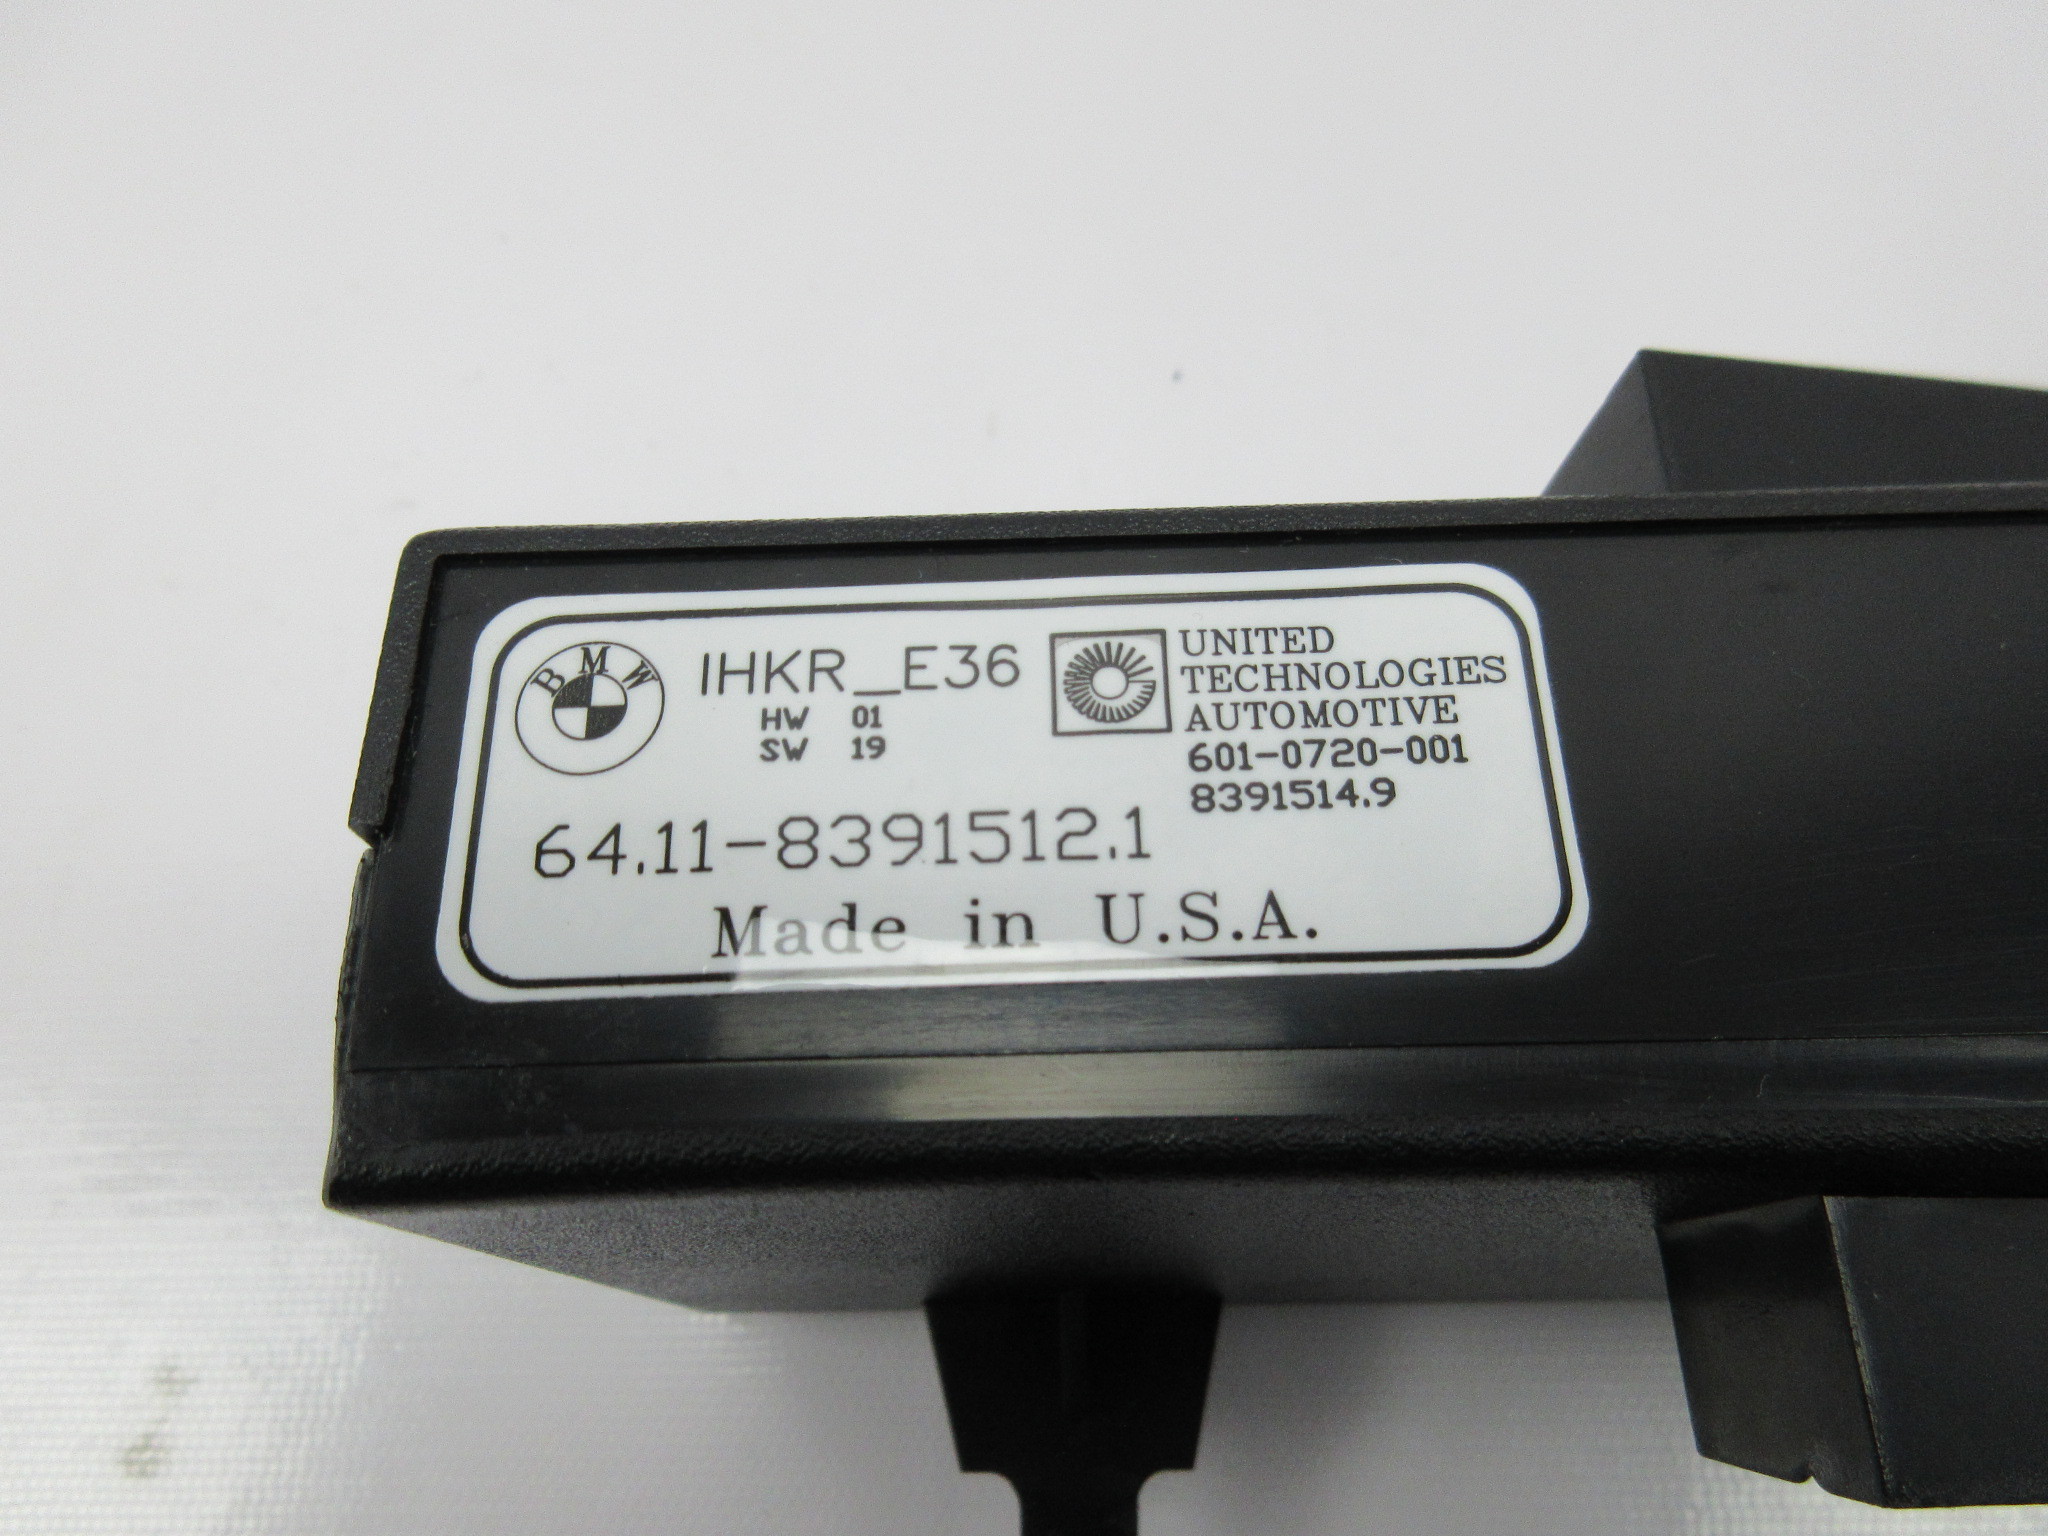 BMW
IHKR_E36
HW 01
SW 19
UNITED
TECHNOLOGIES
AUTOMOTIVE
601-0720-001
8391514.9
64.11-8391512.1
Made in U.S.A.